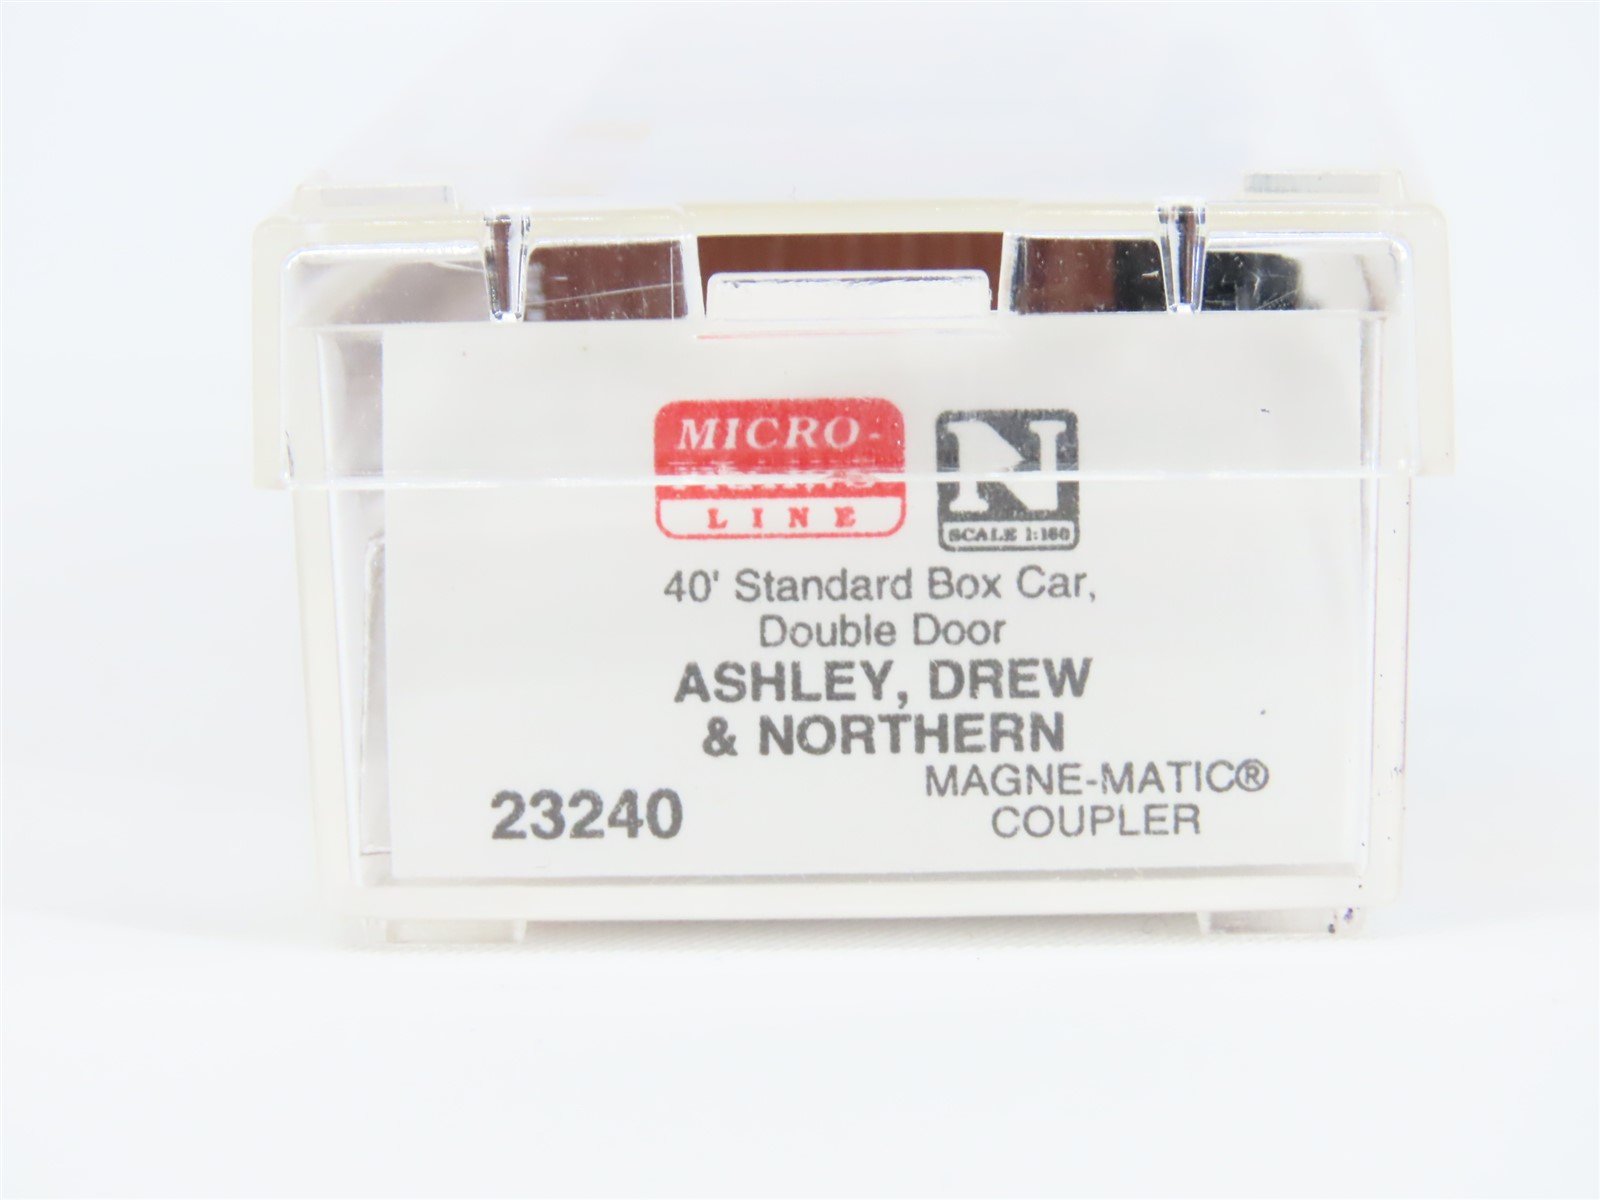 MICRO-
LINE
N
SCALE 1:160
40' Standard Box Car,
Double Door
ASHLEY, DREW
& NORTHERN
MAGNE-MATIC®
23240
COUPLER